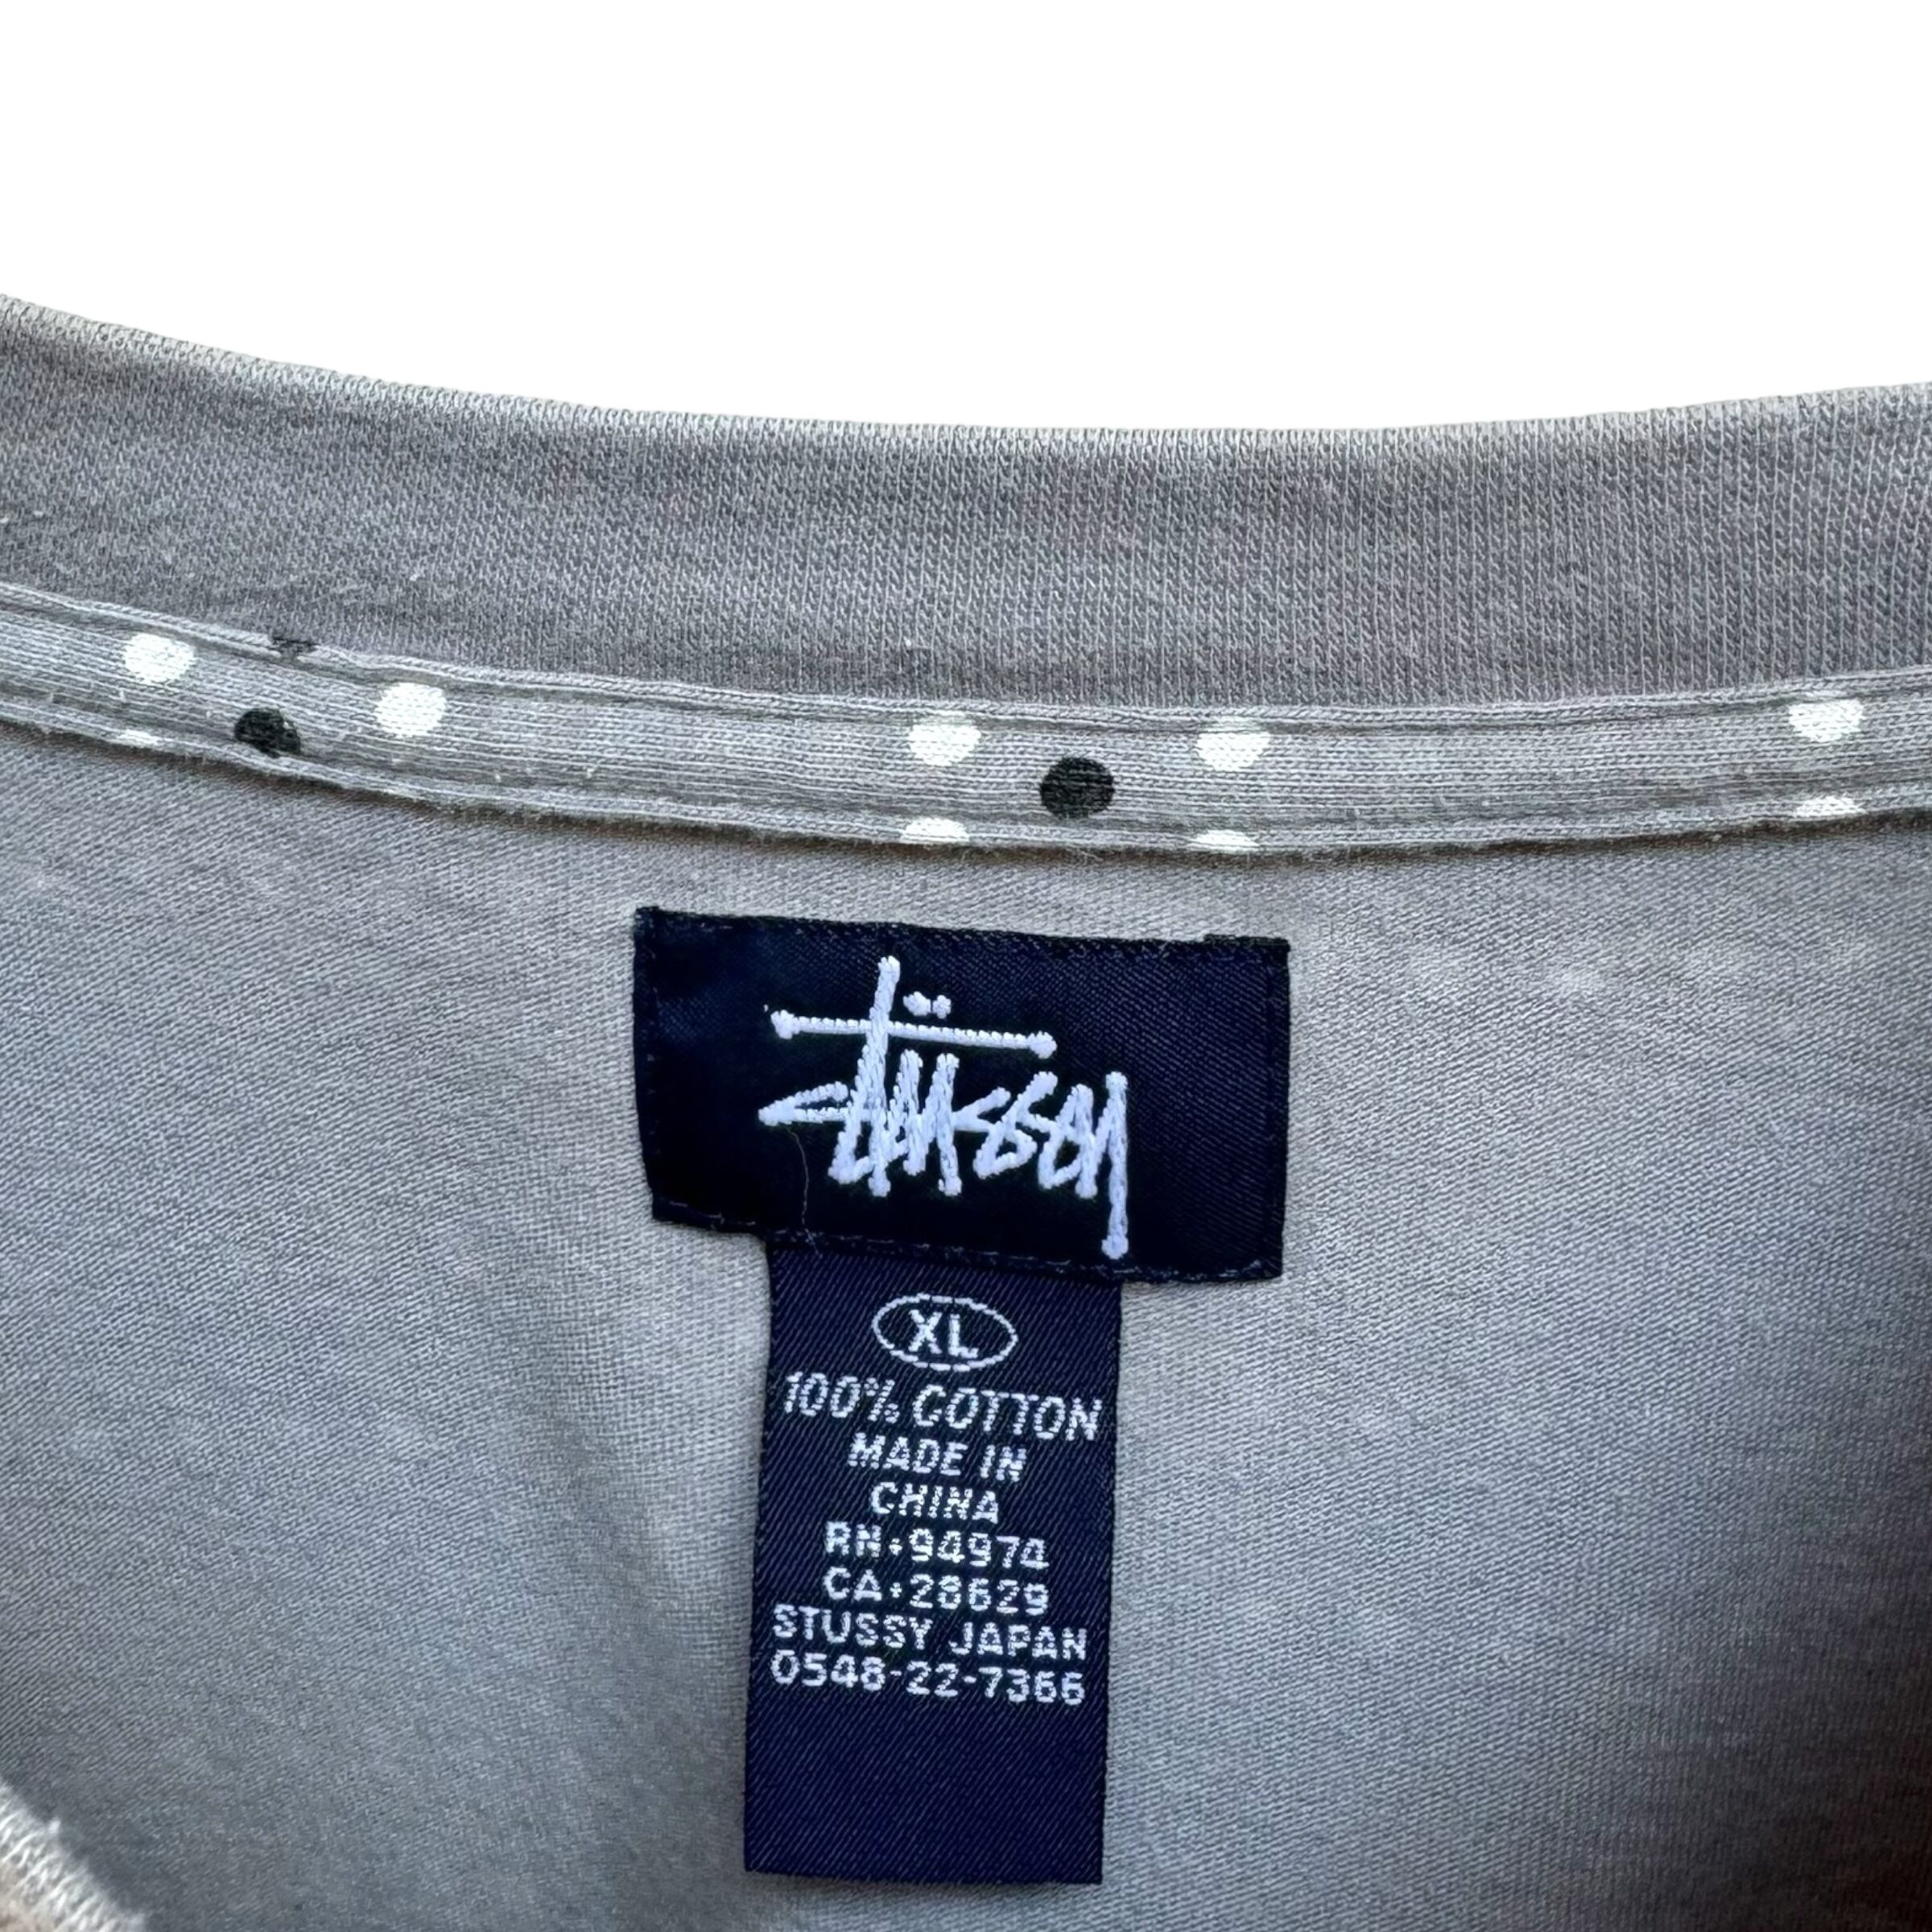 Stüssy
XL
100% COTTON
MADE IN
CHINA
RN:94974
CA:28629
STUSSY JAPAN
0548-22-7366